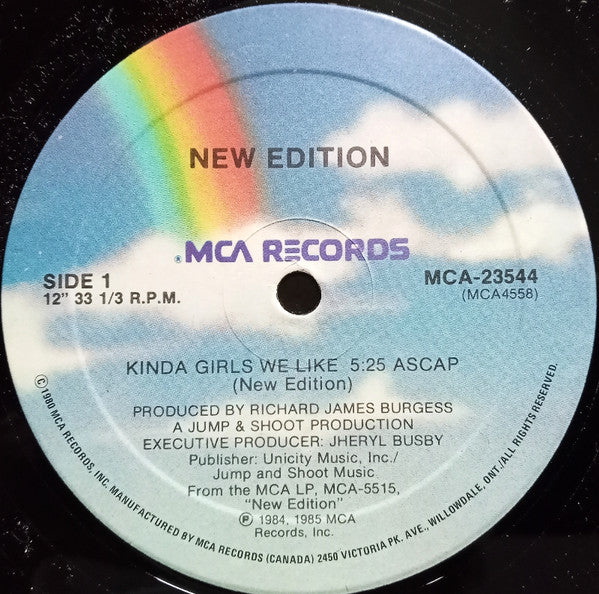 NEW EDITION
® MCA RECORDS
SIDE 1
12" 33 1/3 R.P.M.
MCA-23544
(MCA4558)
KINDA GIRLS WE LIKE 5:25 ASCAP
(New Edition)
PRODUCED BY RICHARD JAMES BURGESS
A JUMP & SHOOT PRODUCTION
EXECUTIVE PRODUCER: JHERYL BUSBY
Publisher: Unicity Music, Inc./
Jump and Shoot Music
From the MCA LP, MCA-5515,
"New Edition"
℗ 1984, 1985 MCA
Records, Inc.
© 1980 MCA RECORDS, INC. MANUFACTURED BY MCA RECORDS (CANADA) 2450 VICTORIA PK. AVE., WILLOWDALE, ONT./ALL RIGHTS RESERVED.